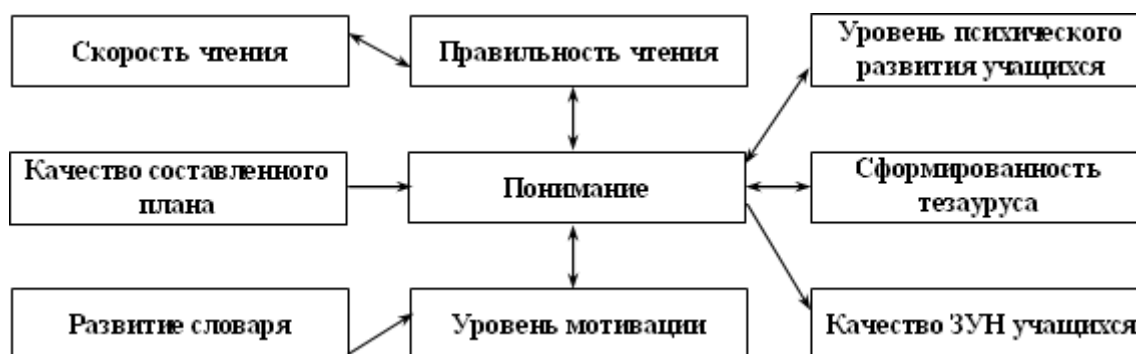 Скорость чтения
Правильность чтения
Уровень психического
развития учащихся
Качество составленного
плана
Понимание
Сформированность
тезауруса
Развитие словаря
Уровень мотивации
Качество ЗУН учащихся